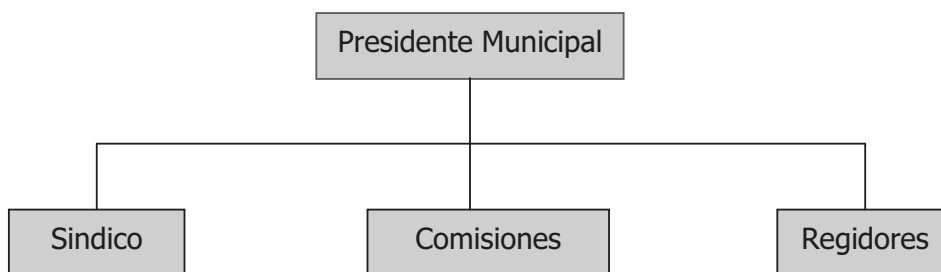 Presidente Municipal
Sindico
Comisiones
Regidores